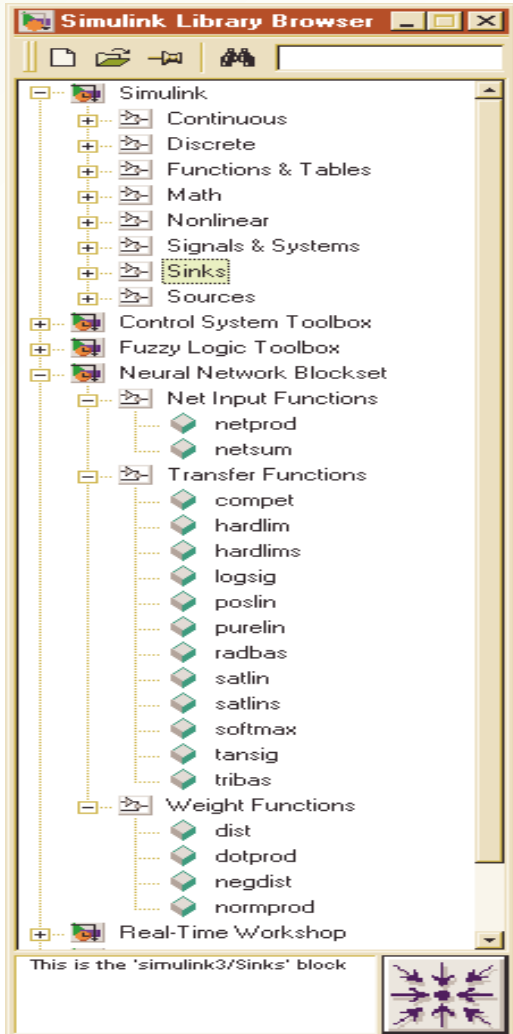 Simulink Library Browser
Simulink
Continuous
Discrete
Functions & Tables
Math
Nonlinear
Signals & Systems
Sinks
Sources
Control System Toolbox
Fuzzy Logic Toolbox
Neural Network Blockset
Net Input Functions
netprod
netsum
Transfer Functions
compet
hardlim
hardlims
logsig
poslin
purelin
radbas
satlin
satlins
softmax
tansig
tribas
Weight Functions
dist
dotprod
negdist
normprod
Real-Time Workshop
This is the 'simulink3/Sinks' block